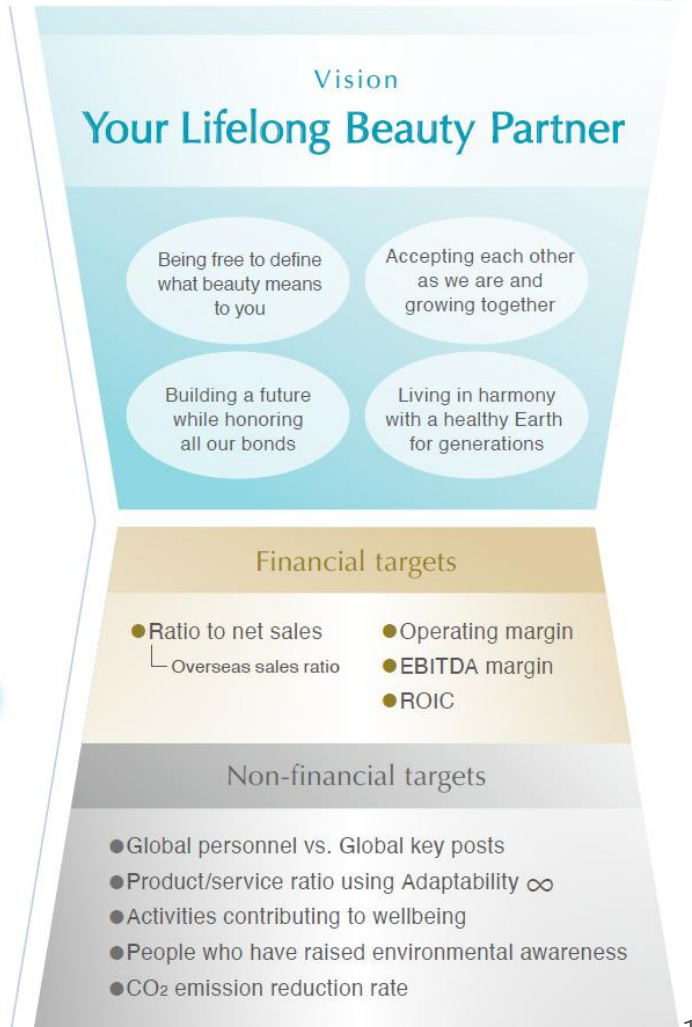 Vision
Your Lifelong Beauty Partner
Being free to define
what beauty means
to you
Accepting each other
as we are and
growing together
Building a future
while honoring
all our bonds
Living in harmony
with a healthy Earth
for generations
Financial targets
●Ratio to net sales
Overseas sales ratio
●Operating margin
●EBITDA margin
●ROIC
Non-financial targets
●Global personnel vs. Global key posts
●Product/service ratio using Adaptability ∞
●Activities contributing to wellbeing
●People who have raised environmental awareness
●CO₂ emission reduction rate